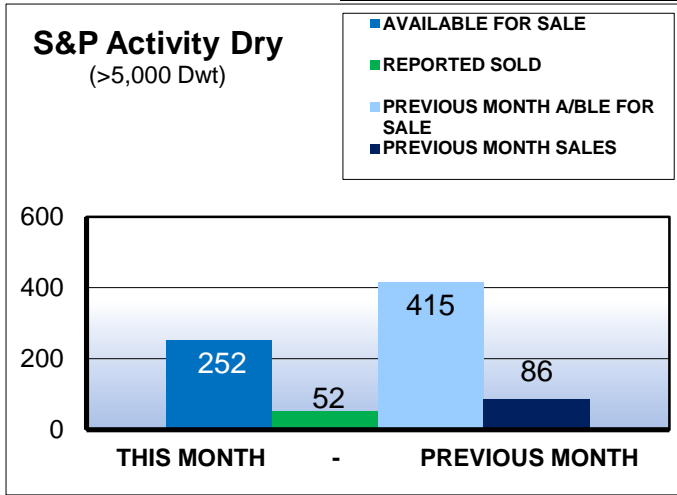 S&P Activity Dry
(>5,000 Dwt)
AVAILABLE FOR SALE
REPORTED SOLD
PREVIOUS MONTH A/BLE FOR
SALE
PREVIOUS MONTH SALES
600
400
200
0
252
52
415
86
THIS MONTH - PREVIOUS MONTH